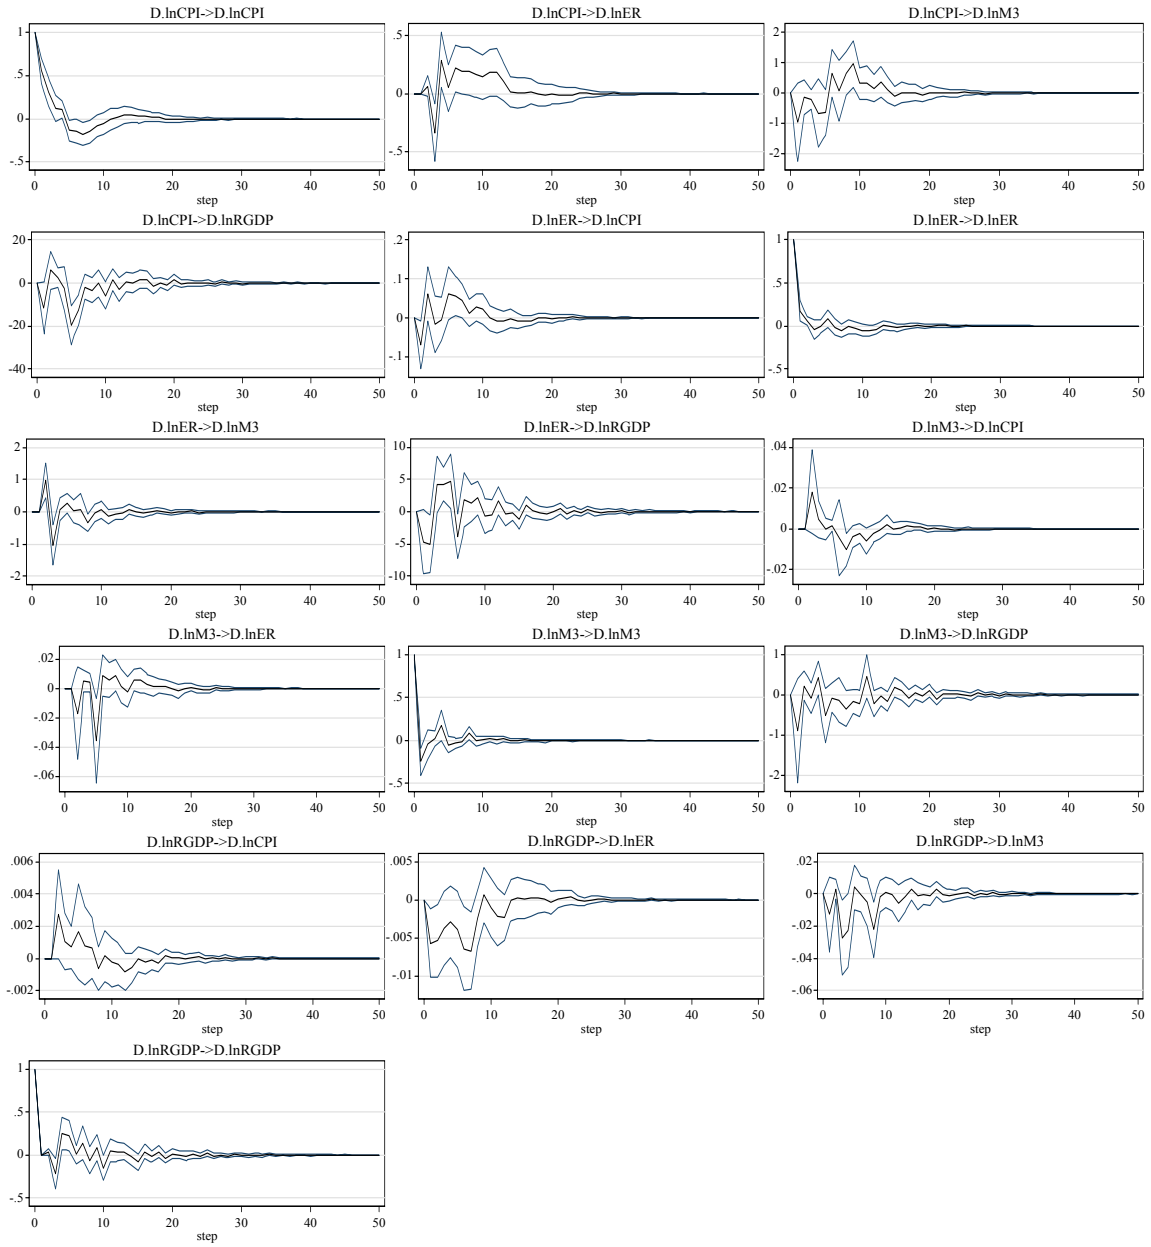 D.lnCPI->D.lnCPI
1
.5
0
-.5
0 10 20 30 40 50
step
D.lnCPI->D.lnER
.5
0
-.5
0 10 20 30 40 50
step
D.lnCPI->D.lnM3
2
1
0
-1
-2
0 10 20 30 40 50
step
D.lnCPI->D.lnRGDP
20
0
-20
-40
0 10 20 30 40 50
step
D.lnER->D.lnCPI
.2
.1
0
-.1
0 10 20 30 40 50
step
D.lnER->D.lnER
1
.5
0
-.5
0 10 20 30 40 50
step
D.lnER->D.lnM3
2
1
0
-1
-2
0 10 20 30 40 50
step
D.lnER->D.lnRGDP
10
5
0
-5
-10
0 10 20 30 40 50
step
D.lnM3->D.lnCPI
.04
.02
0
-.02
0 10 20 30 40 50
step
D.lnM3->D.lnER
.02
0
-.02
-.04
-.06
0 10 20 30 40 50
step
D.lnM3->D.lnM3
1
.5
0
-.5
0 10 20 30 40 50
step
D.lnM3->D.lnRGDP
1
0
-1
-2
0 10 20 30 40 50
step
D.lnRGDP->D.lnCPI
.006
.004
.002
0
-.002
0 10 20 30 40 50
step
D.lnRGDP->D.lnER
.005
0
-.005
-.01
0 10 20 30 40 50
step
D.lnRGDP->D.lnM3
.02
0
-.02
-.04
-.06
0 10 20 30 40 50
step
D.lnRGDP->D.lnRGDP
1
.5
0
-.5
0 10 20 30 40 50
step